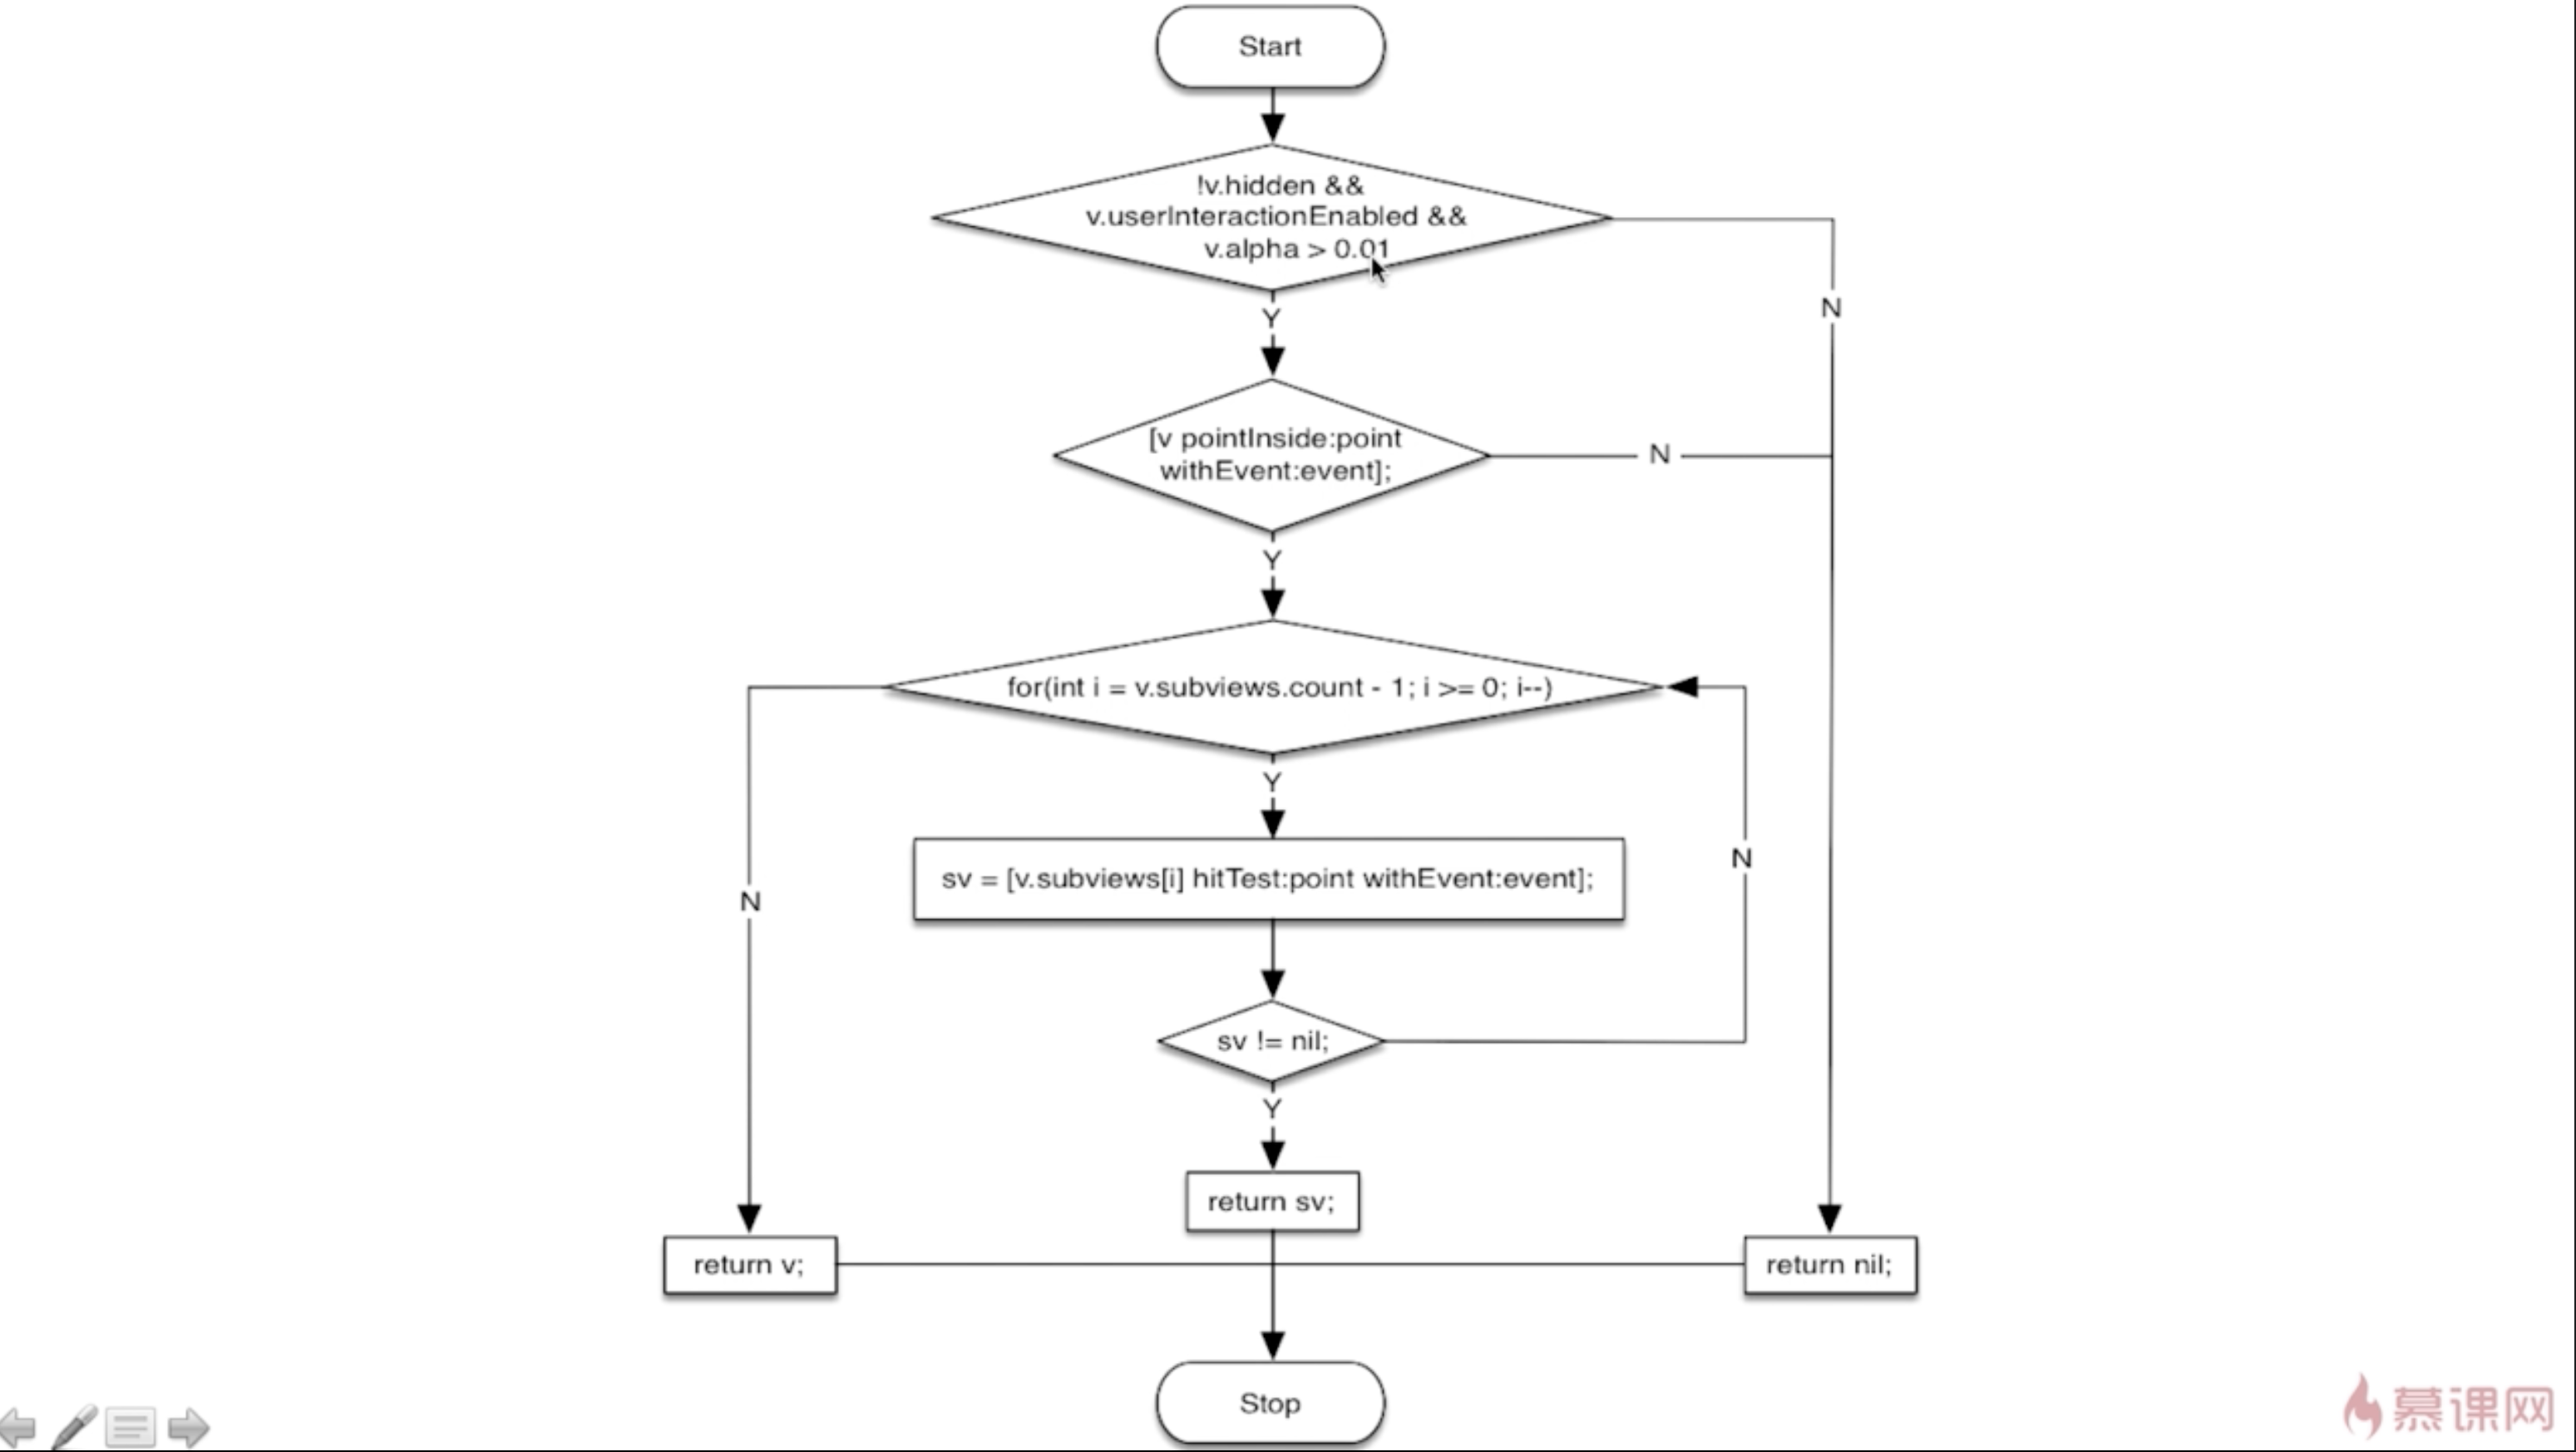 Start
!v.hidden &&
v.userInteractionEnabled &&
v.alpha > 0.01
Y
N
[v pointInside:point
withEvent:event];
N
Y
for(int i = v.subviews.count - 1; i >= 0; i--)
Y
sv = [v.subviews[i] hitTest:point withEvent:event];
N
N
sv != nil;
Y
return sv;
return v;
return nil;
Stop
慕课网